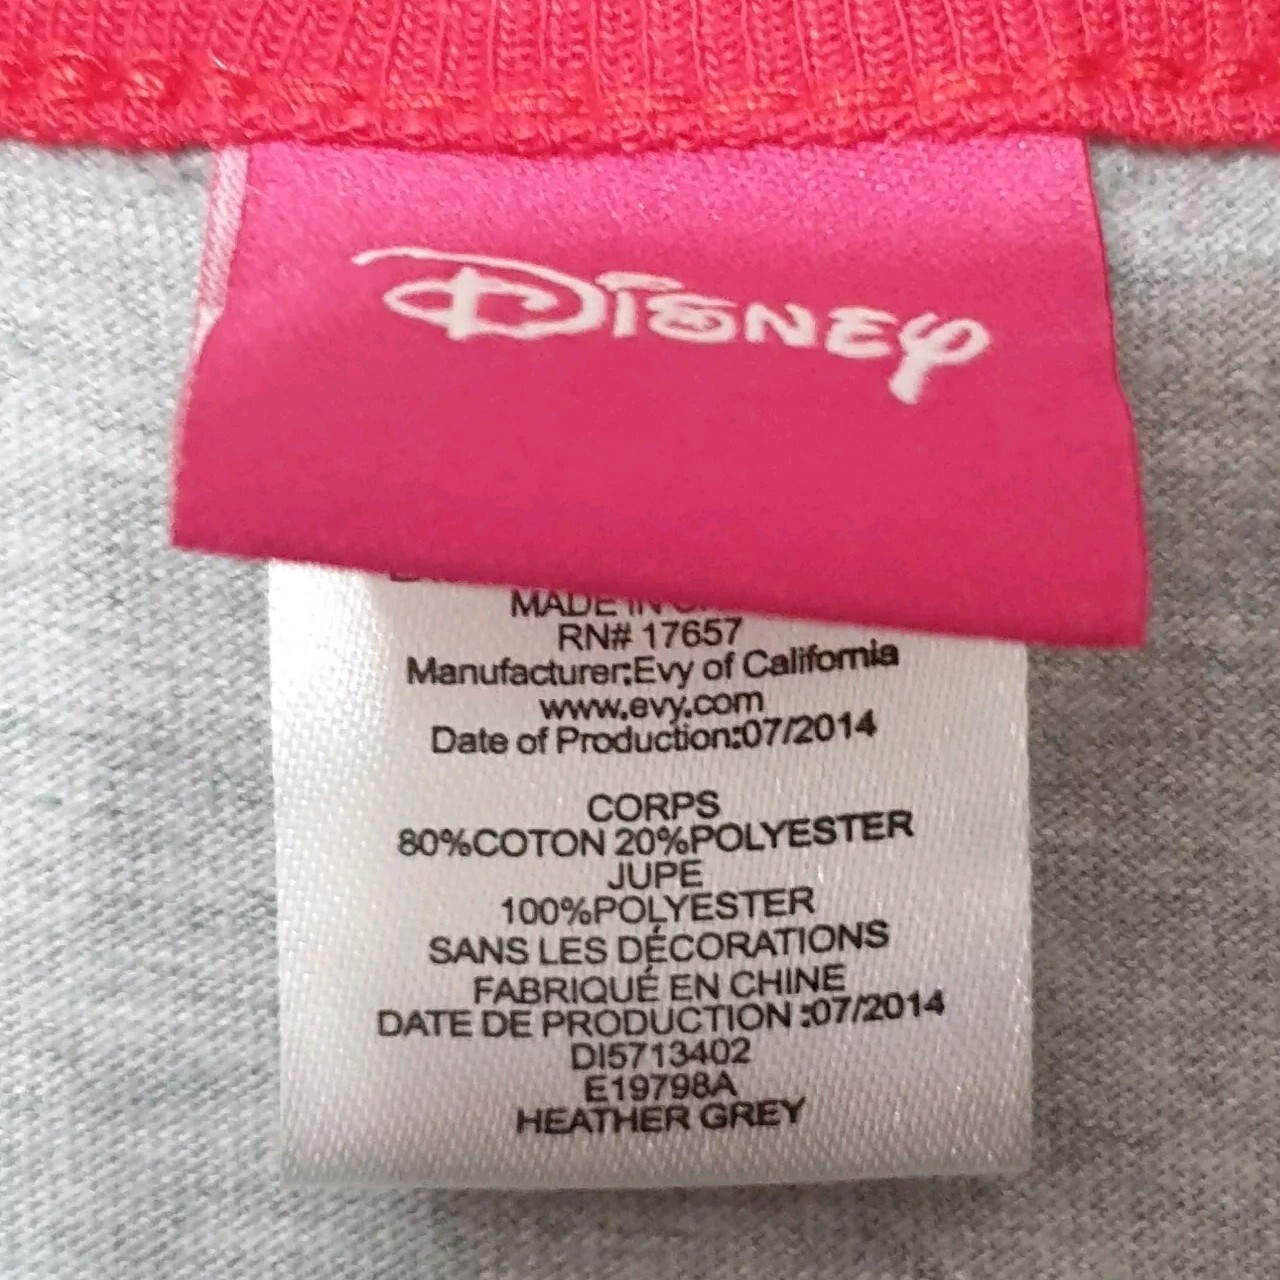 Disney
MADE IN
RN# 17657
Manufacturer:Evy of California
www.evy.com
Date of Production:07/2014
CORPS
80%COTON 20%POLYESTER
JUPE
100%POLYESTER
SANS LES DÉCORATIONS
FABRIQUÉ EN CHINE
DATE DE PRODUCTION :07/2014
DI5713402
E19798A
HEATHER GREY